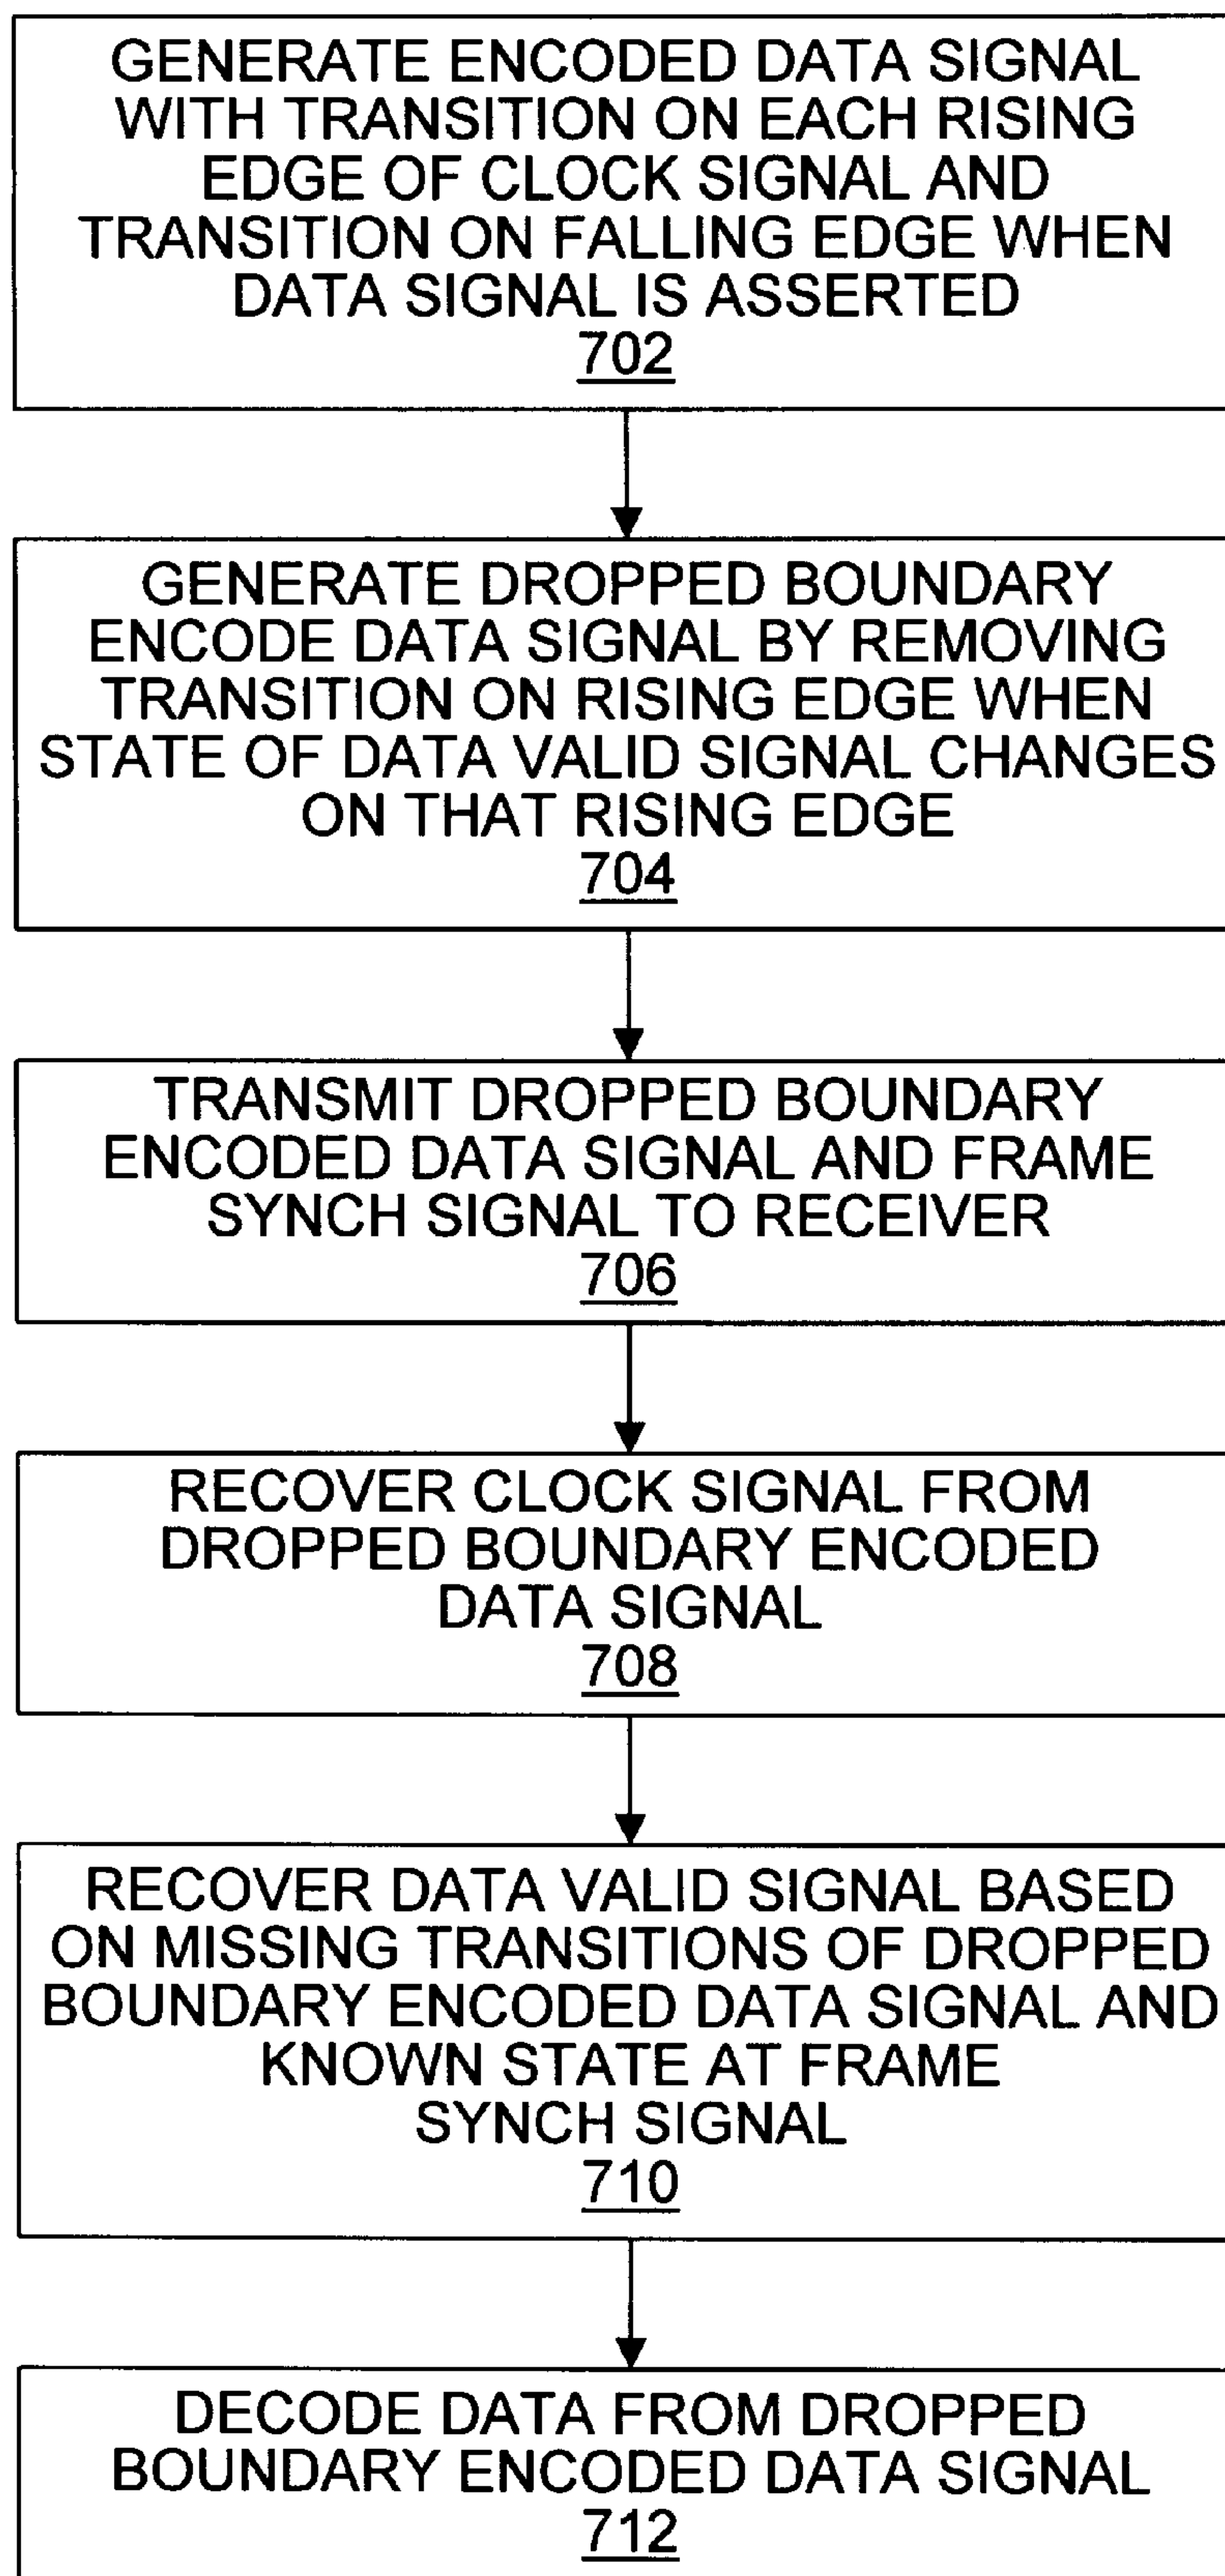 GENERATE ENCODED DATA SIGNAL
WITH TRANSITION ON EACH RISING
EDGE OF CLOCK SIGNAL AND
TRANSITION ON FALLING EDGE WHEN
DATA SIGNAL IS ASSERTED
702
GENERATE DROPPED BOUNDARY
ENCODE DATA SIGNAL BY REMOVING
TRANSITION ON RISING EDGE WHEN
STATE OF DATA VALID SIGNAL CHANGES
ON THAT RISING EDGE
704
TRANSMIT DROPPED BOUNDARY
ENCODED DATA SIGNAL AND FRAME
SYNCH SIGNAL TO RECEIVER
706
RECOVER CLOCK SIGNAL FROM
DROPPED BOUNDARY ENCODED
DATA SIGNAL
708
RECOVER DATA VALID SIGNAL BASED
ON MISSING TRANSITIONS OF DROPPED
BOUNDARY ENCODED DATA SIGNAL AND
KNOWN STATE AT FRAME
SYNCH SIGNAL
710
DECODE DATA FROM DROPPED
BOUNDARY ENCODED DATA SIGNAL
712